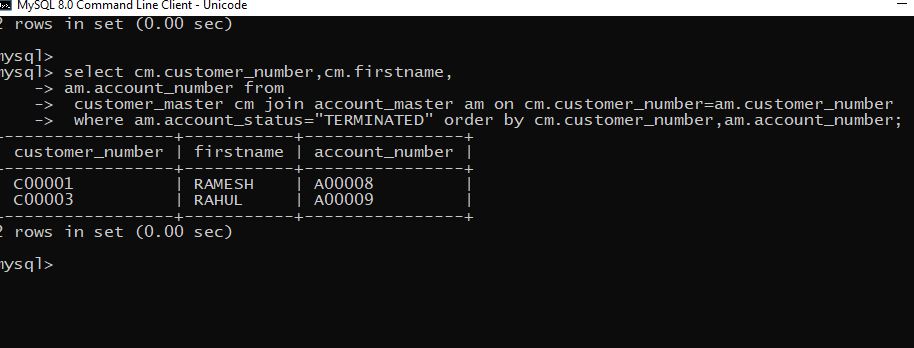 MySQL 8.0 Command Line Client - Unicode
2 rows in set (0.00 sec)
mysql>
mysql> select cm.customer_number,cm.firstname,
-> am.account_number from
-> customer_master cm join account_master am on cm.customer_number=am.customer_number
-> where am.account_status="TERMINATED" order by cm.customer_number,am.account_number;
-----------------+-----------+----------------+
customer_number | firstname | account_number |
-----------------+-----------+----------------+
C00001 | RAMESH | A00008 |
C00003 | RAHUL | A00009 |
-----------------+-----------+----------------+
2 rows in set (0.00 sec)
mysql>